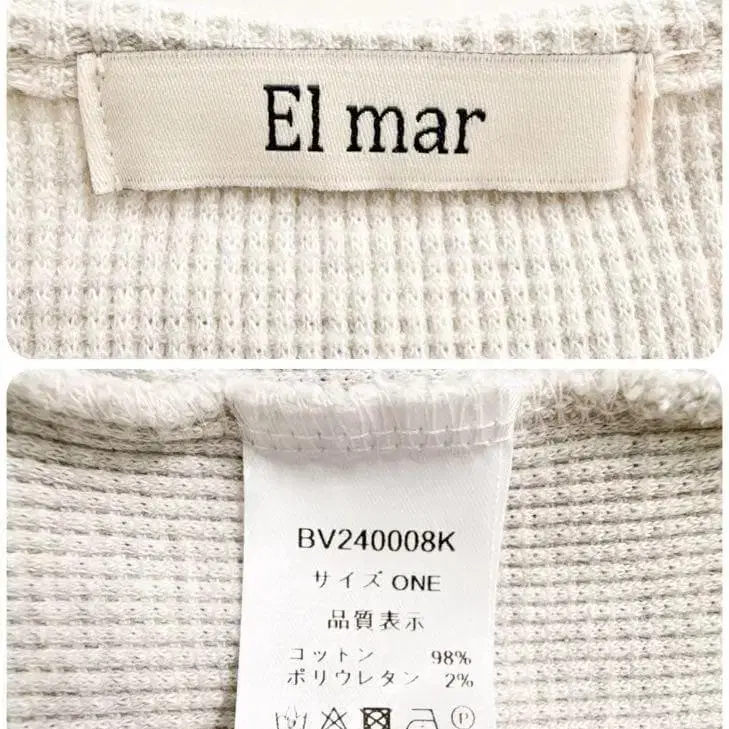 El mar
BV240008K
サイズ ONE
品質表示
コットン 98%
ポリウレタン 2%
P